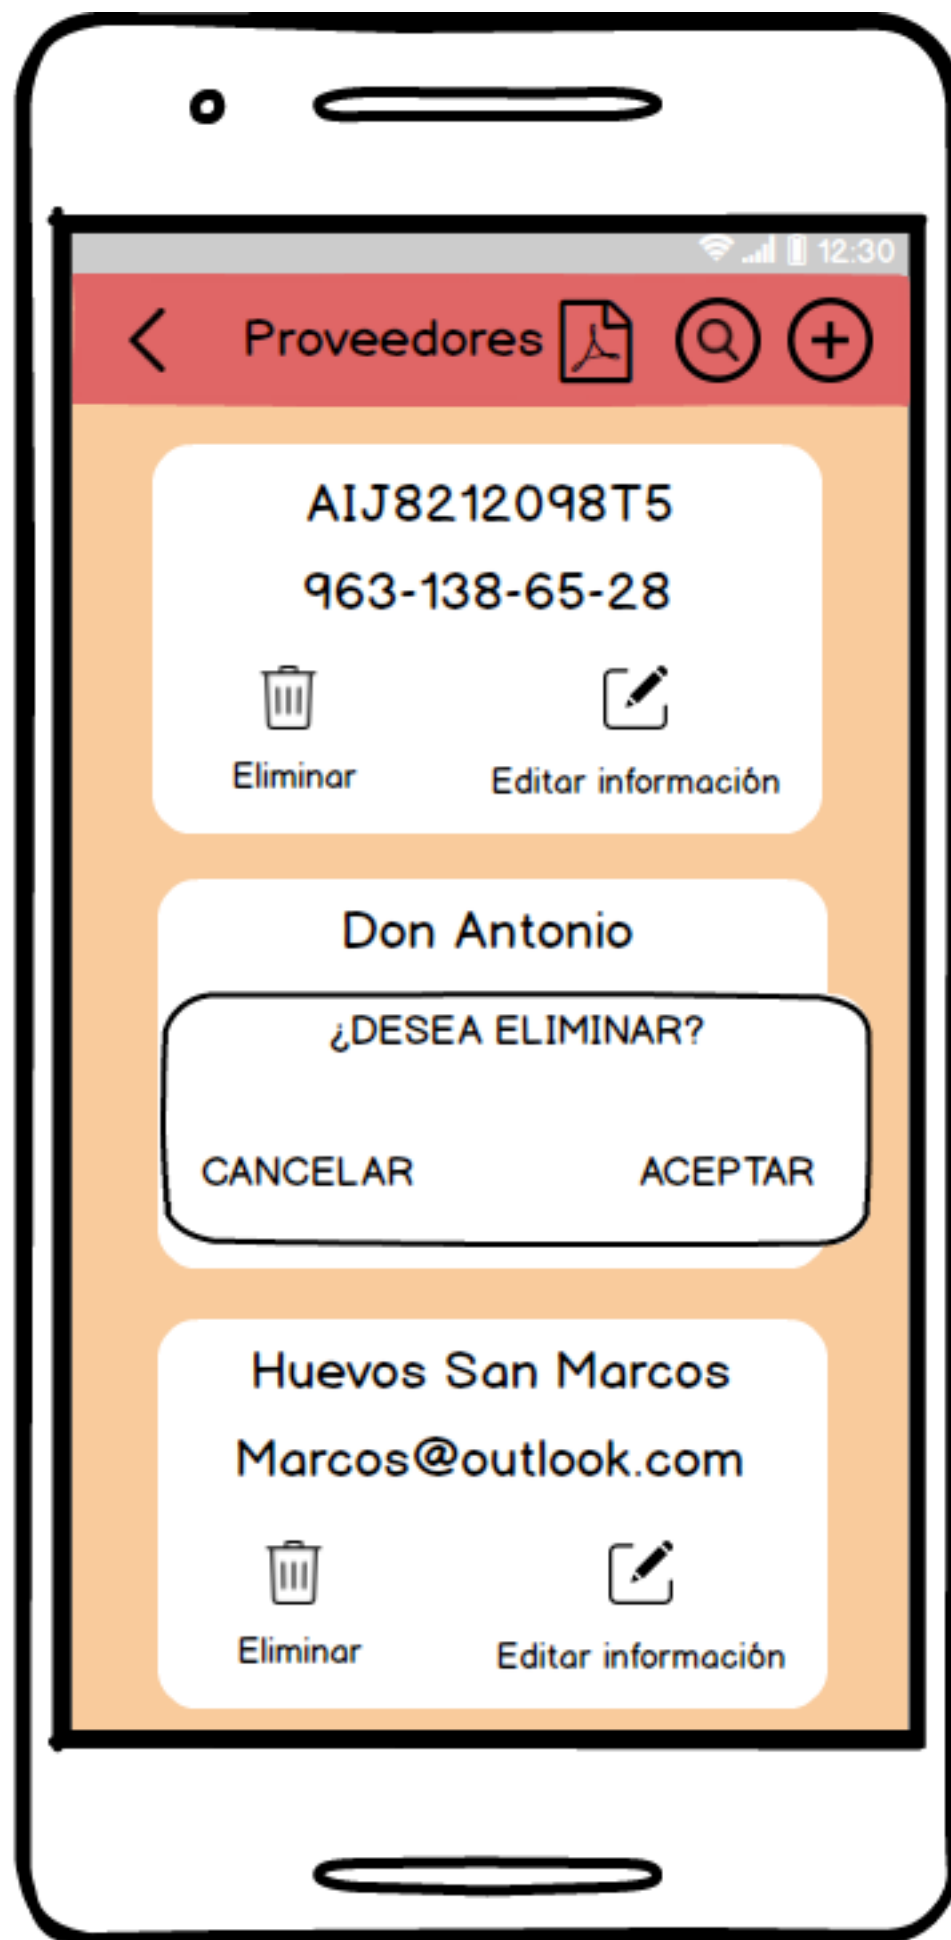 12:30
Proveedores
AIJ8212098T5
963-138-65-28
Eliminar Editar información
Don Antonio
¿DESEA ELIMINAR?
CANCELAR ACEPTAR
Huevos San Marcos
Marcos@outlook.com
Eliminar Editar información